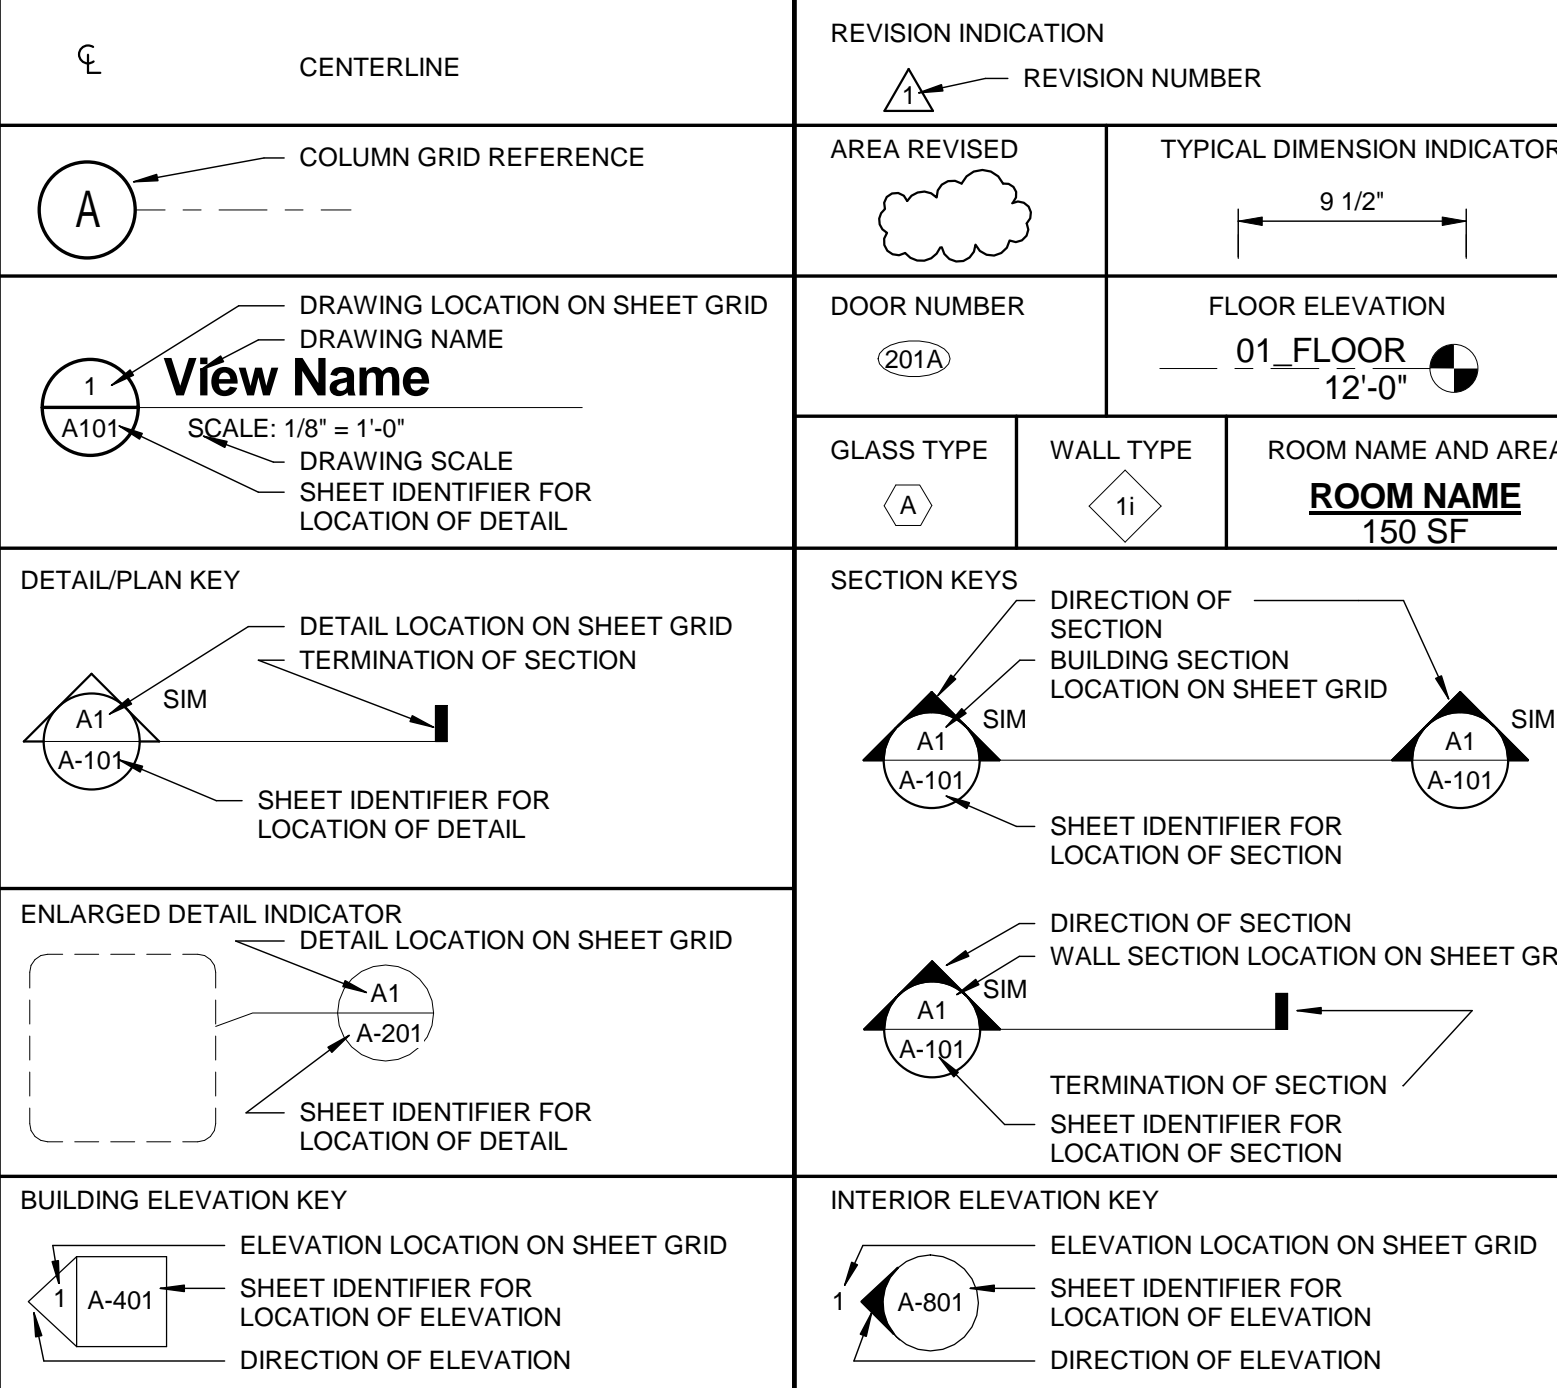 ℄
CENTERLINE
COLUMN GRID REFERENCE
A
DRAWING LOCATION ON SHEET GRID
DRAWING NAME
1
View Name
A101
SCALE: 1/8" = 1'-0"
DRAWING SCALE
SHEET IDENTIFIER FOR
LOCATION OF DETAIL
DETAIL/PLAN KEY
DETAIL LOCATION ON SHEET GRID
TERMINATION OF SECTION
SIM
A1
A-101
SHEET IDENTIFIER FOR
LOCATION OF DETAIL
ENLARGED DETAIL INDICATOR
DETAIL LOCATION ON SHEET GRID
A1
A-201
SHEET IDENTIFIER FOR
LOCATION OF DETAIL
BUILDING ELEVATION KEY
ELEVATION LOCATION ON SHEET GRID
1
A-401
SHEET IDENTIFIER FOR
LOCATION OF ELEVATION
DIRECTION OF ELEVATION
REVISION INDICATION
1
REVISION NUMBER
AREA REVISED
TYPICAL DIMENSION INDICATOR
9 1/2"
DOOR NUMBER
201A
FLOOR ELEVATION
01_FLOOR
12'-0"
GLASS TYPE
A
WALL TYPE
1i
ROOM NAME AND AREA
ROOM NAME
150 SF
SECTION KEYS
DIRECTION OF
SECTION
BUILDING SECTION
LOCATION ON SHEET GRID
SIM
A1
A-101
SIM
A1
A-101
SHEET IDENTIFIER FOR
LOCATION OF SECTION
DIRECTION OF SECTION
WALL SECTION LOCATION ON SHEET GR
SIM
A1
A-101
TERMINATION OF SECTION
SHEET IDENTIFIER FOR
LOCATION OF SECTION
INTERIOR ELEVATION KEY
ELEVATION LOCATION ON SHEET GRID
1
A-801
SHEET IDENTIFIER FOR
LOCATION OF ELEVATION
DIRECTION OF ELEVATION